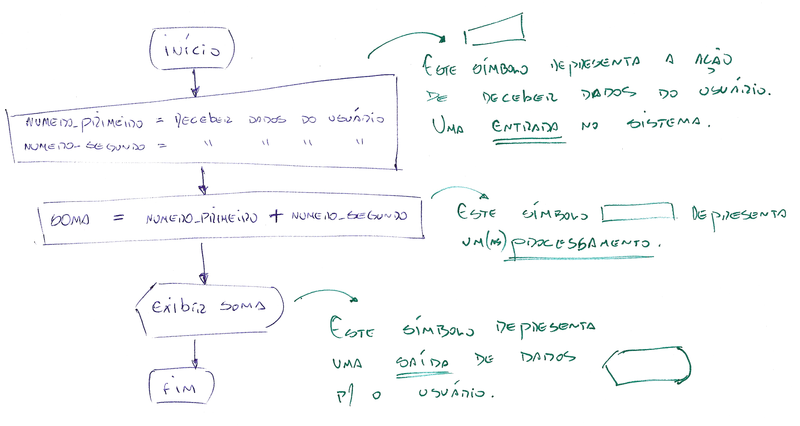 INÍCIO
NUMERO_PRIMEIRO = RECEBER DADOS DO USUÁRIO
NUMERO_SEGUNDO = " " " "
SOMA = NUMERO_PRIMEIRO + NUMERO_SEGUNDO
EXIBIR SOMA
FIM
ESTE SÍMBOLO REPRESENTA A AÇÃO
DE RECEBER DADOS DO USUÁRIO.
UMA ENTRADA NO SISTEMA.
ESTE SÍMBOLO REPRESENTA
UM(NS) PROCESSAMENTO.
ESTE SÍMBOLO REPRESENTA
UMA SAÍDA DE DADOS
P/ O USUÁRIO.